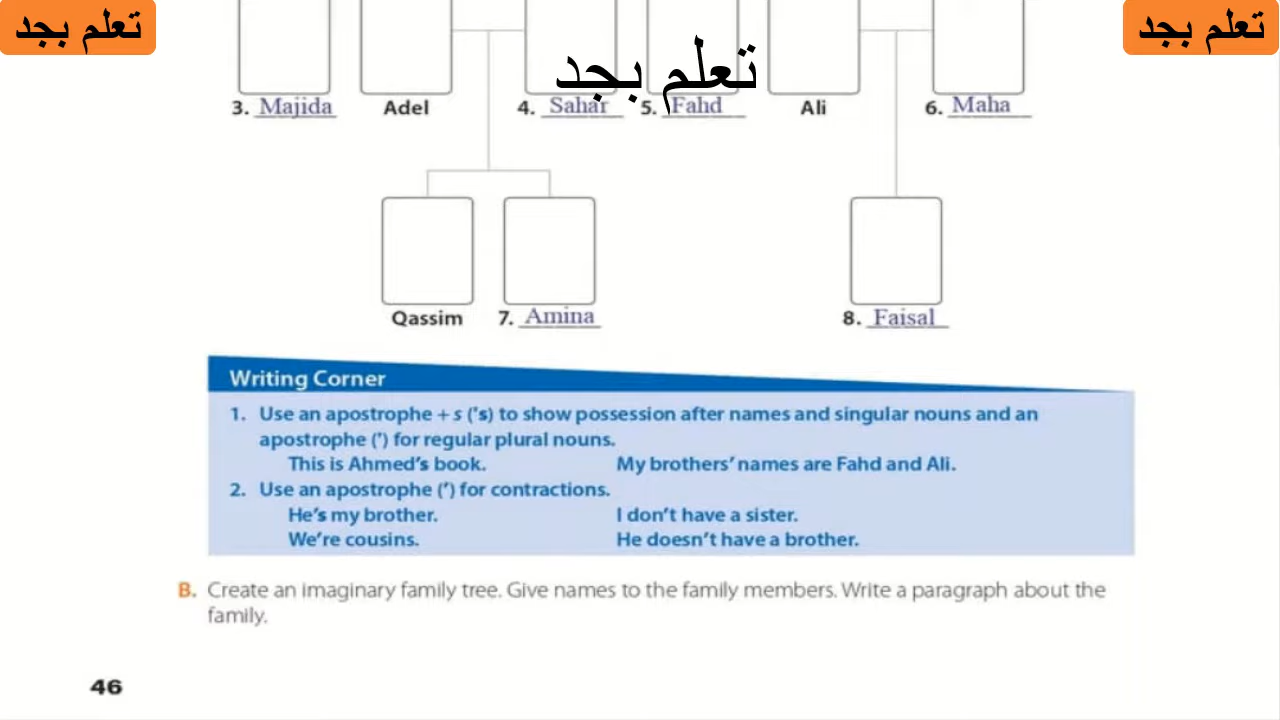 تعلم بجد
تعلم بجد
تعلم بجد
3. Majida Adel 4. Sahar 5. Fahd Ali 6. Maha
Qassim 7. Amina 8. Faisal
Writing Corner
1. Use an apostrophe + s ('s) to show possession after names and singular nouns and an
apostrophe (') for regular plural nouns.
This is Ahmed's book. My brothers' names are Fahd and Ali.
2. Use an apostrophe (') for contractions.
He's my brother. I don't have a sister.
We're cousins. He doesn't have a brother.
B. Create an imaginary family tree. Give names to the family members. Write a paragraph about the
family.
46